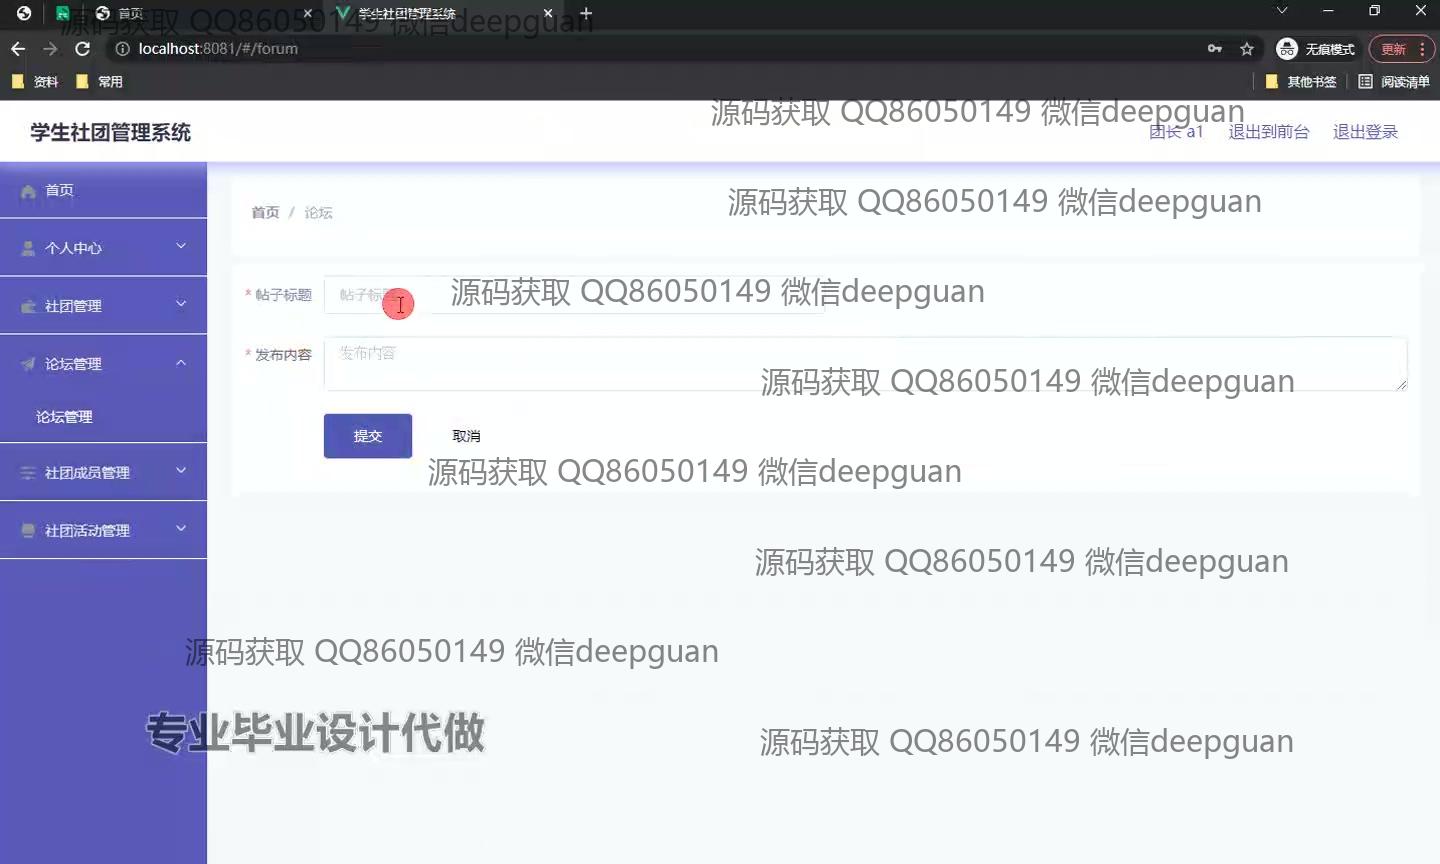 首页
学生社团管理系统
源码获取 QQ86050149 微信deepguan
localhost:8081/#/forum
无痕模式
更新
资料
常用
其他书签
阅读清单
源码获取 QQ86050149 微信deepguan
学生社团管理系统
团长 a1
退出到前台
退出登录
首页
个人中心
社团管理
论坛管理
论坛管理
社团成员管理
社团活动管理
源码获取 QQ86050149 微信deepguan
首页 / 论坛
* 帖子标题
帖子标题
源码获取 QQ86050149 微信deepguan
* 发布内容
发布内容
源码获取 QQ86050149 微信deepguan
提交
取消
源码获取 QQ86050149 微信deepguan
源码获取 QQ86050149 微信deepguan
源码获取 QQ86050149 微信deepguan
专业毕业设计代做
源码获取 QQ86050149 微信deepguan